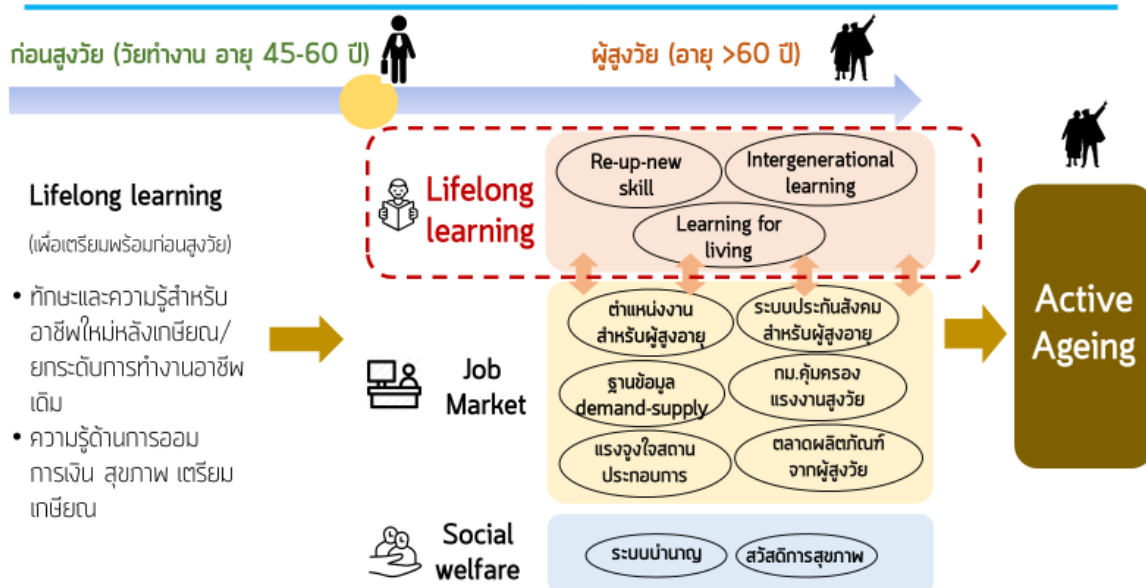 ก่อนสูงวัย (วัยทำงาน อายุ 45-60 ปี)
ผู้สูงวัย (อายุ >60 ปี)
Lifelong learning
(เพื่อเตรียมพร้อมก่อนสูงวัย)
• ทักษะและความรู้สำหรับ
อาชีพใหม่หลังเกษียณ/
ยกระดับการทำงานอาชีพ
เดิม
• ความรู้ด้านการออม
การเงิน สุขภาพ เตรียม
เกษียณ
Lifelong
learning
Re-up-new
skill
Intergenerational
learning
Learning for
living
Job
Market
ตำแหน่งงาน
สำหรับผู้สูงอายุ
ระบบประกันสังคม
สำหรับผู้สูงอายุ
ฐานข้อมูล
demand-supply
กม.คุ้มครอง
แรงงานสูงวัย
แรงจูงใจสถาน
ประกอบการ
ตลาดผลิตภัณฑ์
จากผู้สูงวัย
Social
welfare
ระบบบำนาญ
สวัสดิการสุขภาพ
Active
Ageing